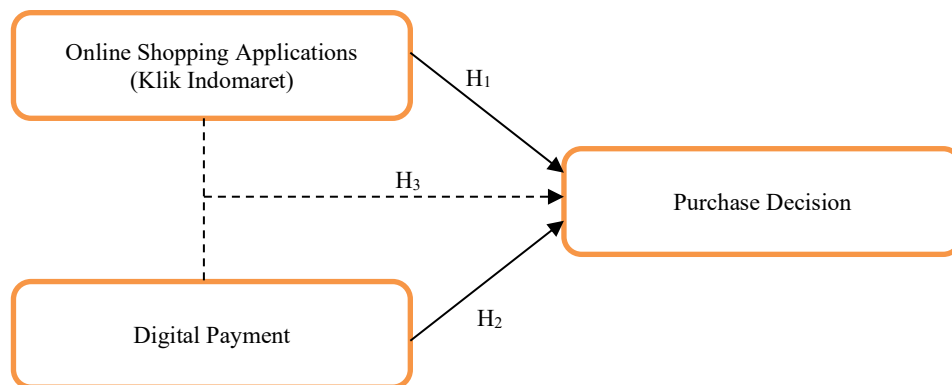 Online Shopping Applications
(Klik Indomaret)
H₁
H₃
Purchase Decision
Digital Payment
H₂